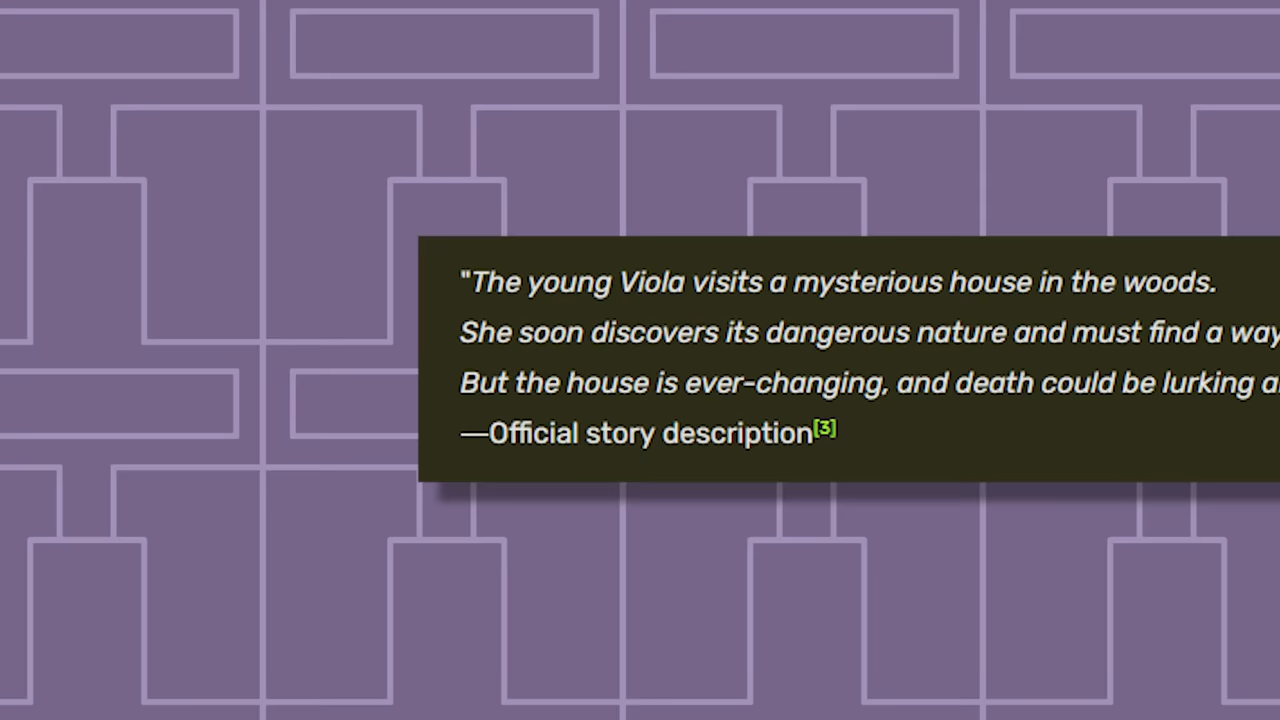 "The young Viola visits a mysterious house in the woods.
She soon discovers its dangerous nature and must find a way
But the house is ever-changing, and death could be lurking
—Official story description[3]